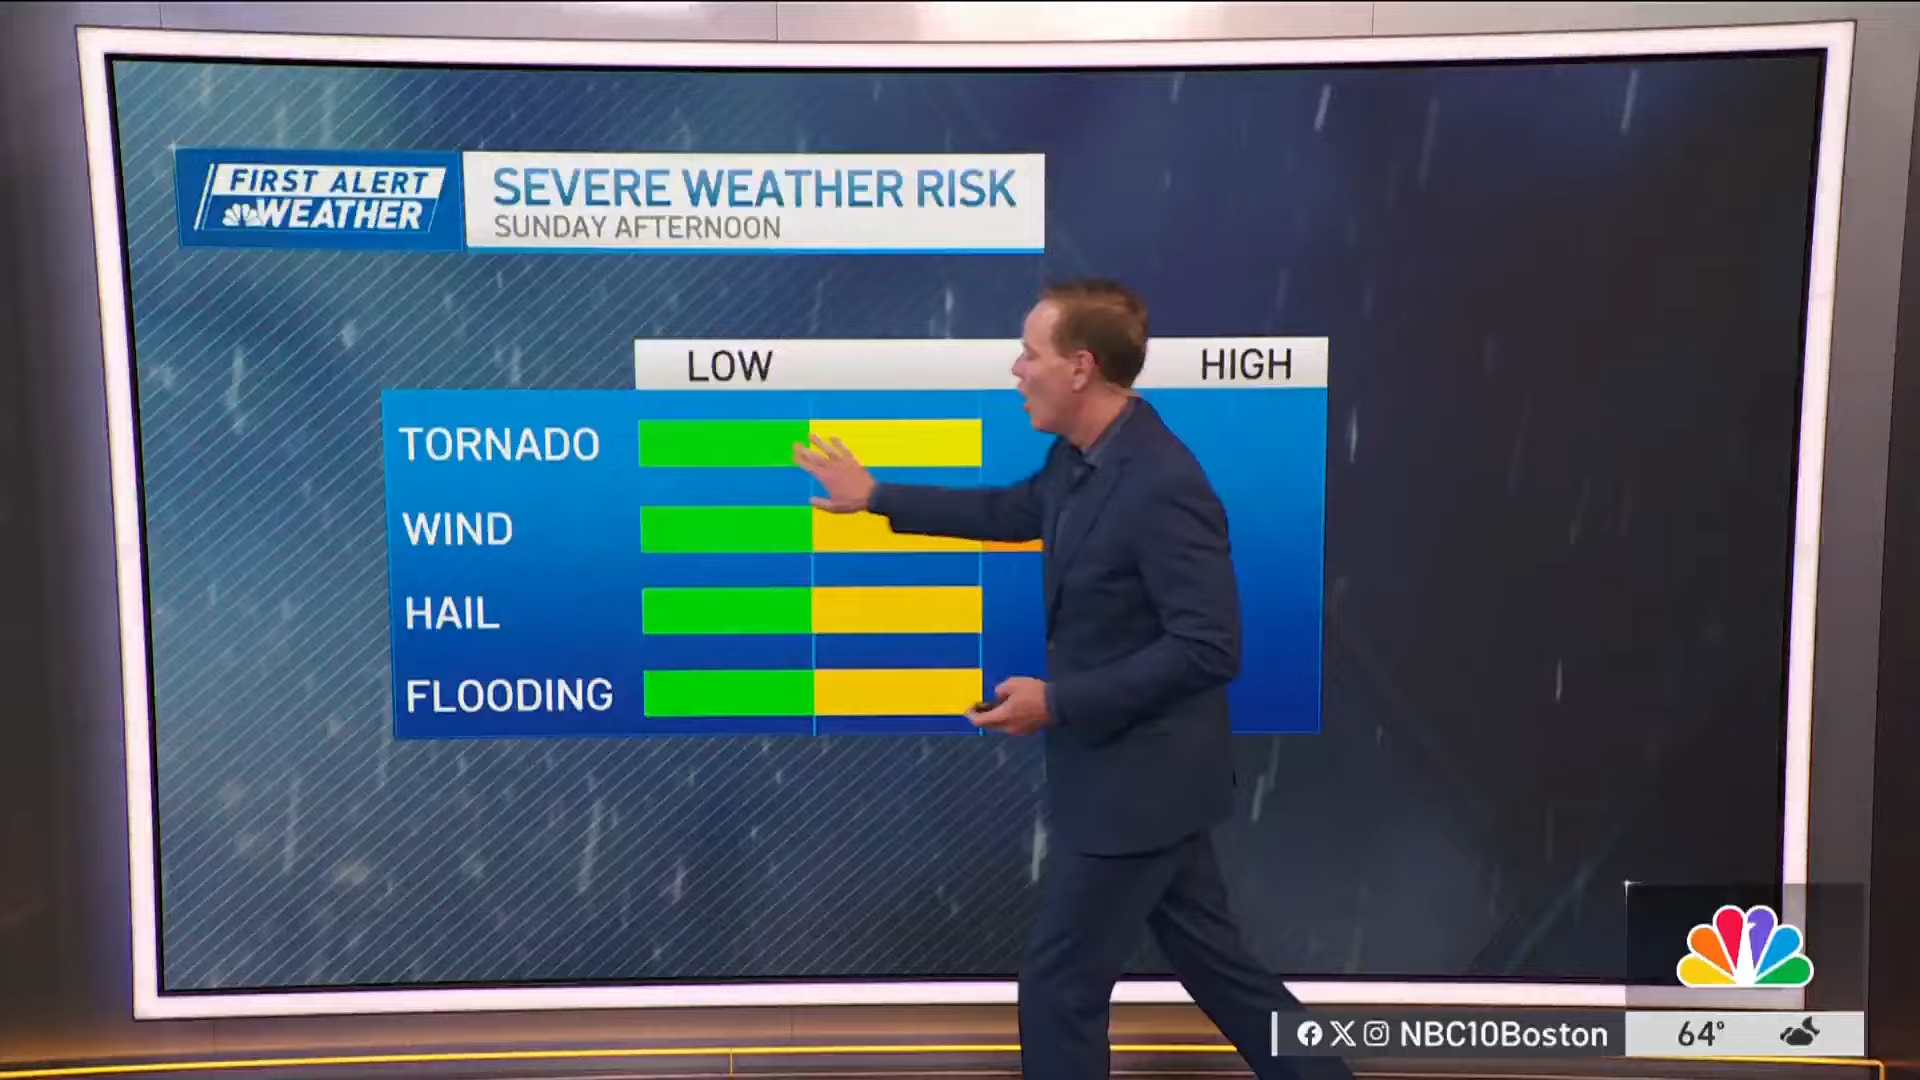 FIRST ALERT
WEATHER
SEVERE WEATHER RISK
SUNDAY AFTERNOON
LOW
HIGH
TORNADO
WIND
HAIL
FLOODING
NBC10Boston
64°